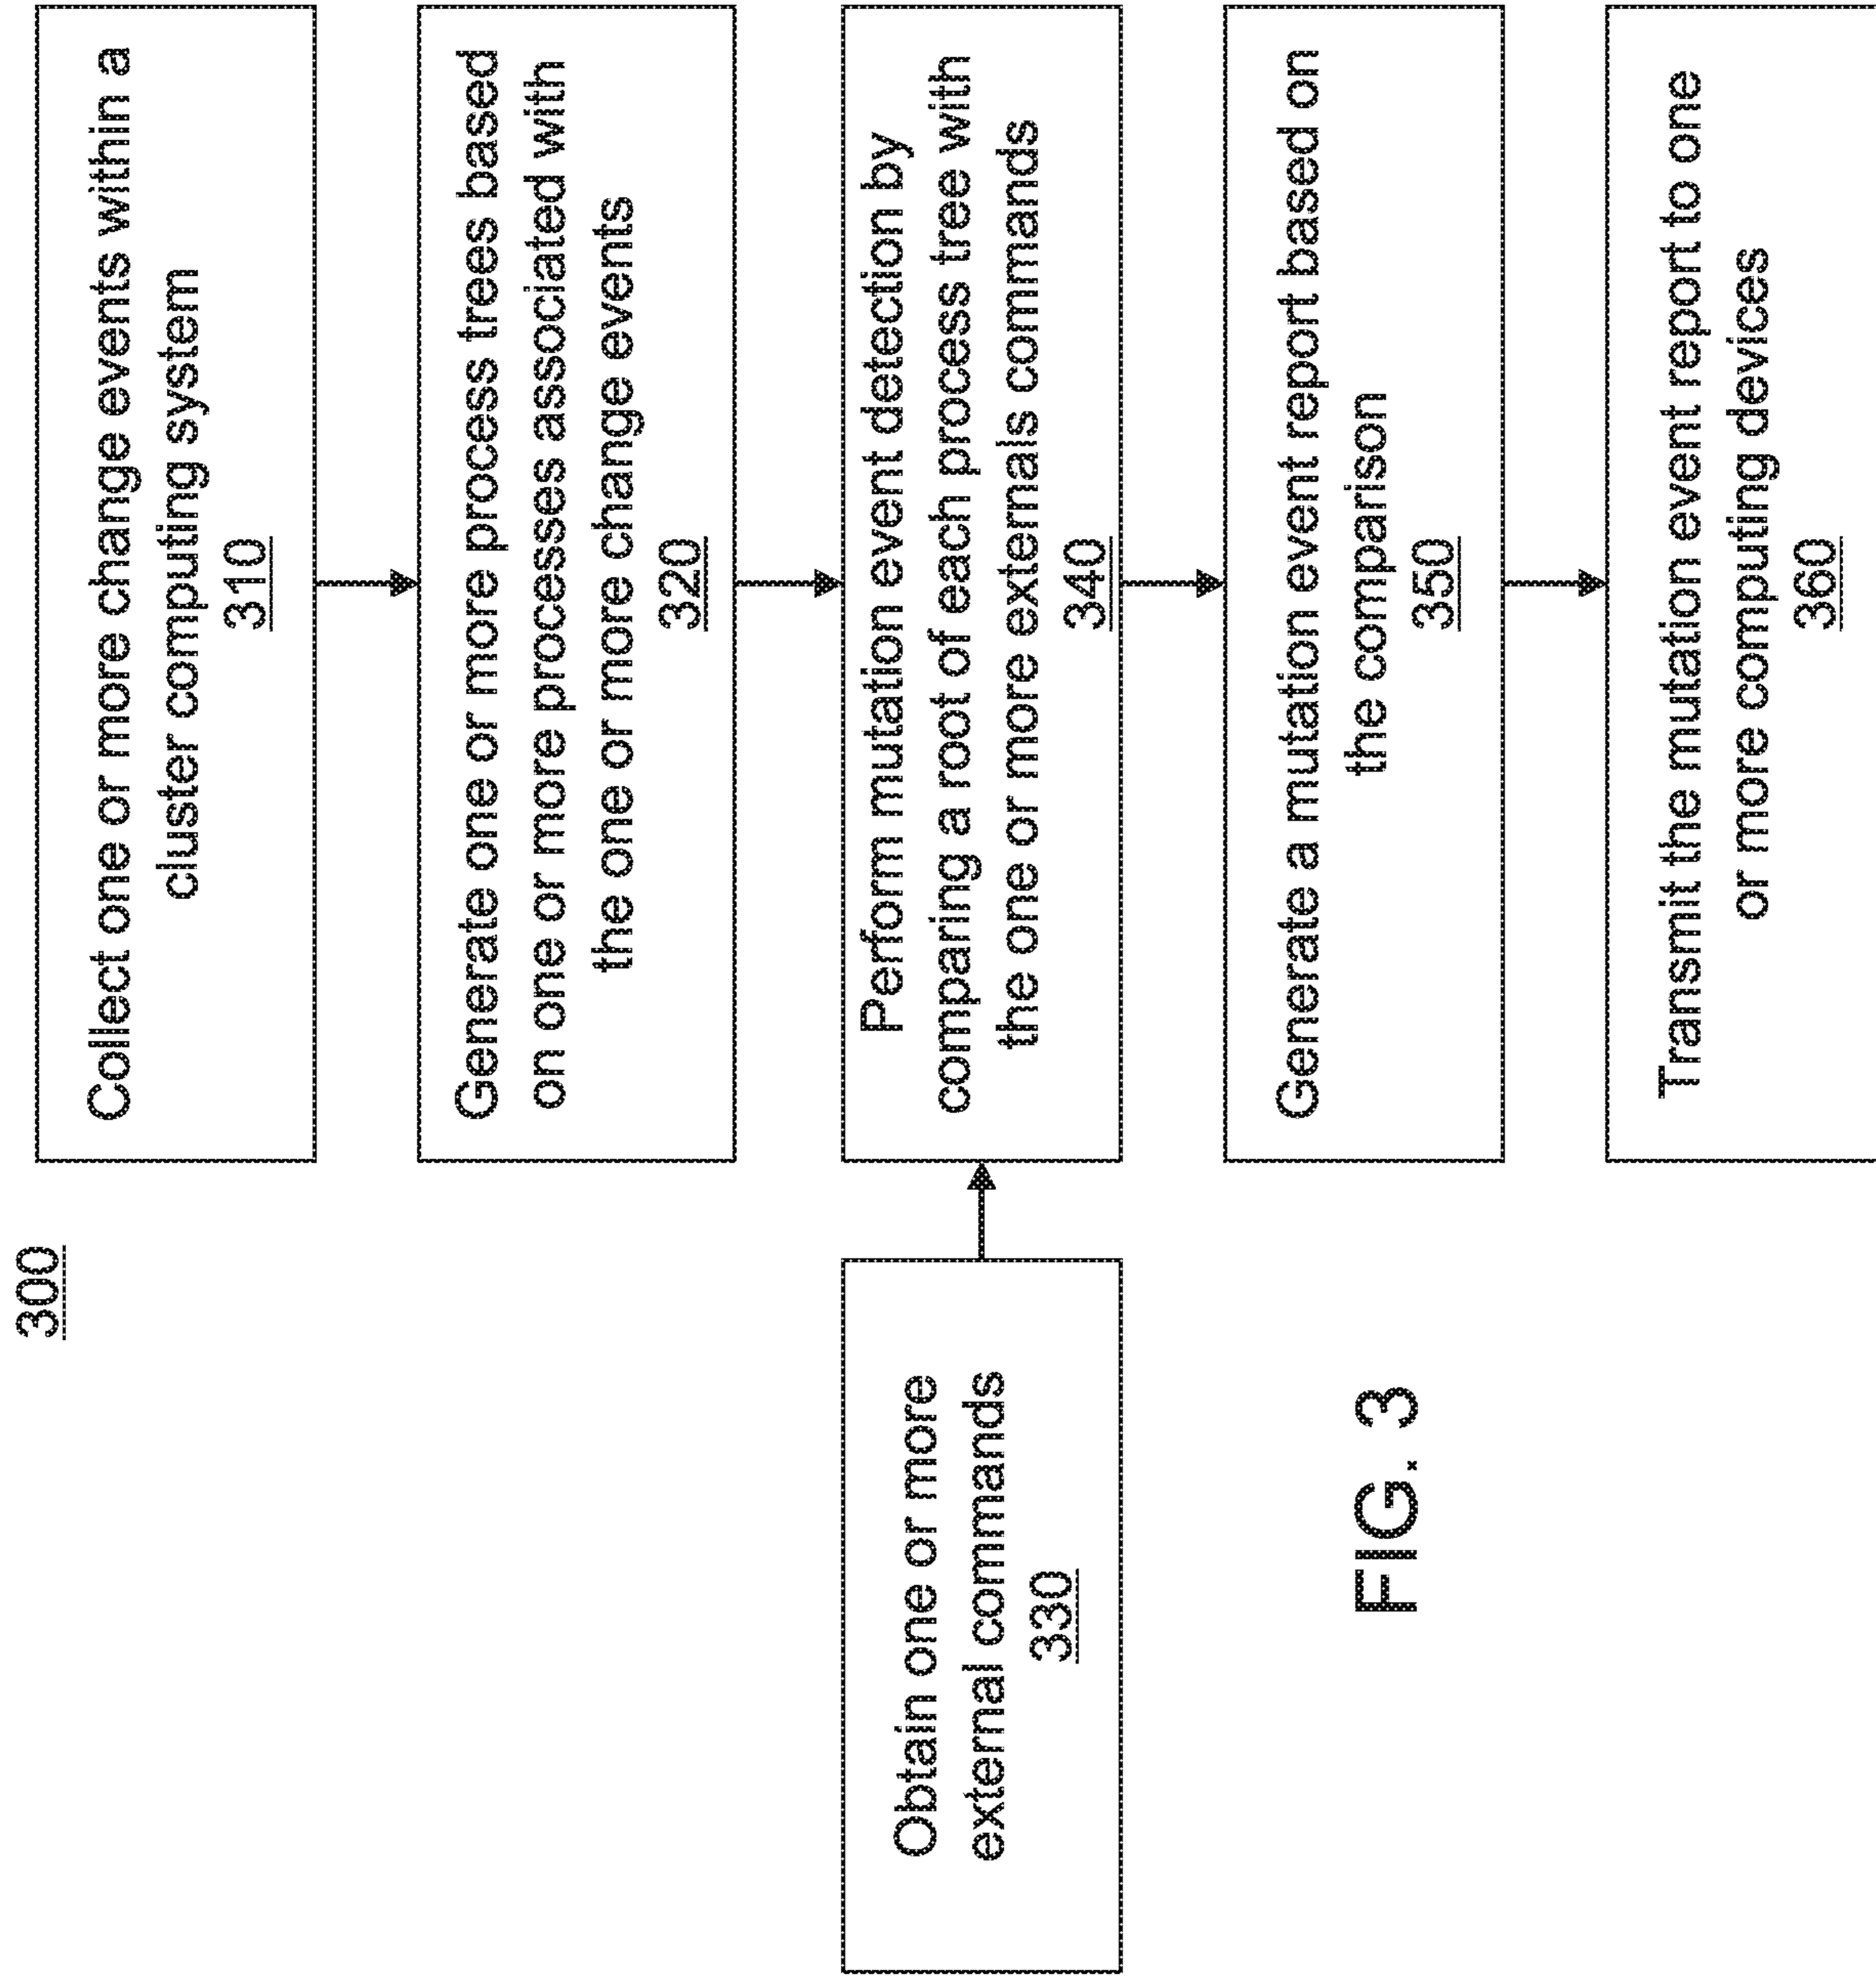 300
Collect one or more change events within a
cluster computing system
310
Generate one or more process trees based
on one or more processes associated with
the one or more change events
320
Obtain one or more
external commands
330
Perform mutation event detection by
comparing a root of each process tree with
the one or more externals commands
340
Generate a mutation event report based on
the comparison
350
Transmit the mutation event report to one
or more computing devices
360
FIG. 3